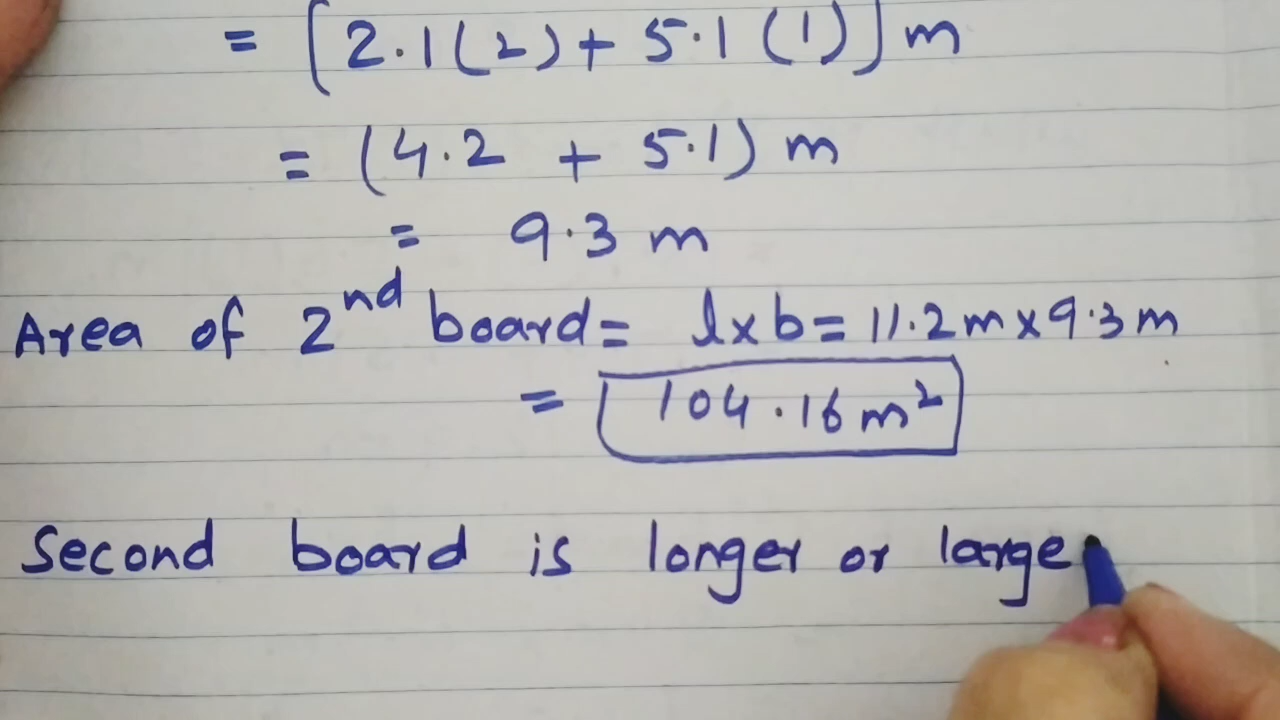 = [2.1(2) + 5.1 (1)] m
= (4.2 + 5.1) m
= 9.3 m
Area of 2nd board = l x b = 11.2 m x 9.3 m
= 104.16 m²
Second board is longer or large